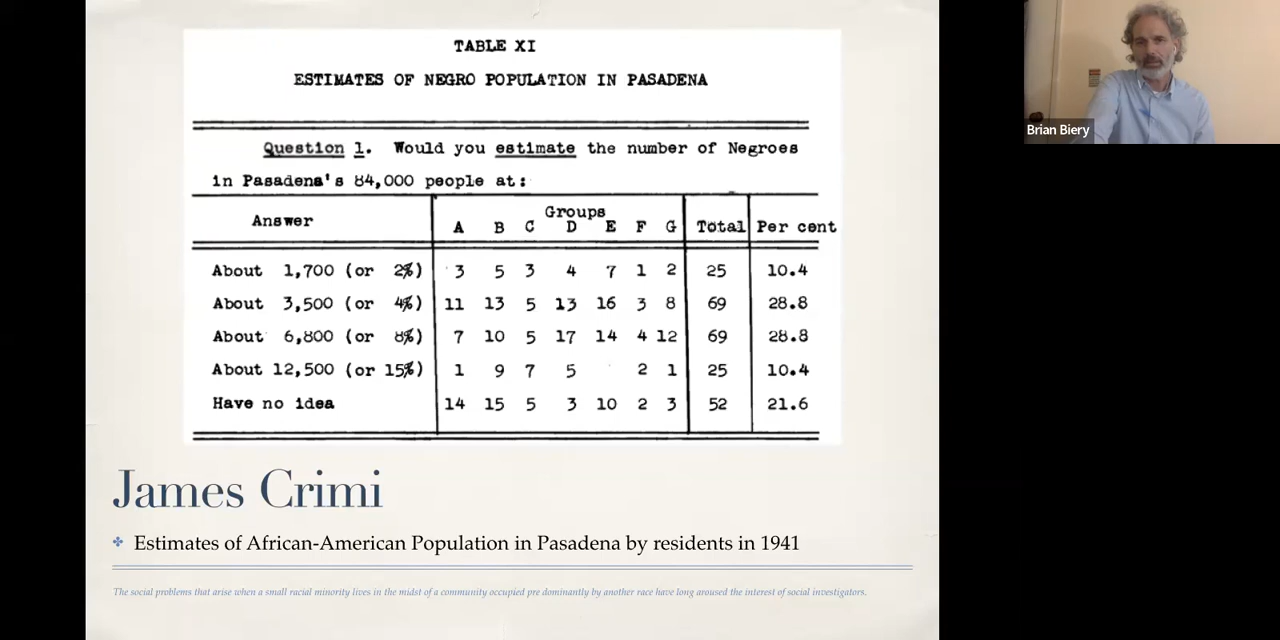 TABLE XI
ESTIMATES OF NEGRO POPULATION IN PASADENA
Question 1. Would you estimate the number of Negroes
in Pasadena's 84,000 people at:
Answer Groups Total Per cent
A B C D E F G
About 1,700 (or 2%) 3 5 3 4 7 1 2 25 10.4
About 3,500 (or 4%) 11 13 5 13 16 3 8 69 28.8
About 6,800 (or 8%) 7 10 5 17 14 4 12 69 28.8
About 12,500 (or 15%) 1 9 7 5 2 1 25 10.4
Have no idea 14 15 5 3 10 2 3 52 21.6
James Crimi
Estimates of African-American Population in Pasadena by residents in 1941
The social problems that arise when a small racial minority lives in the midst of a community occupied pre dominantly by another race have long aroused the interest of social investigators.
Brian Biery